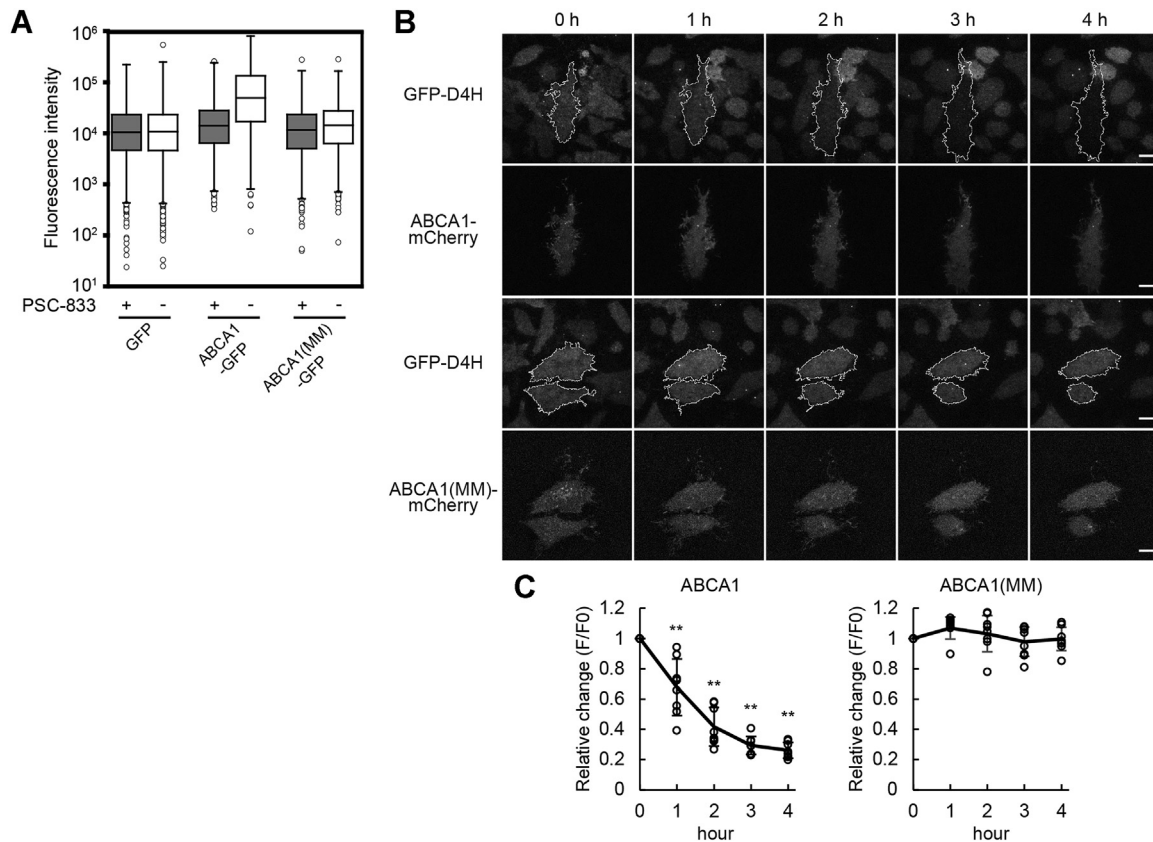 A
Fluorescence intensity
10⁶
10⁵
10⁴
10³
10²
10¹
PSC-833
+ - + - + -
GFP
ABCA1
-GFP
ABCA1(MM)
-GFP
B
0 h 1 h 2 h 3 h 4 h
GFP-D4H
ABCA1-
mCherry
GFP-D4H
ABCA1(MM)-
mCherry
C
ABCA1
Relative change (F/F0)
1.2
1
0.8
0.6
0.4
0.2
0
** ** ** **
0 1 2 3 4
hour
ABCA1(MM)
Relative change (F/F0)
1.2
1
0.8
0.6
0.4
0.2
0
0 1 2 3 4
hour